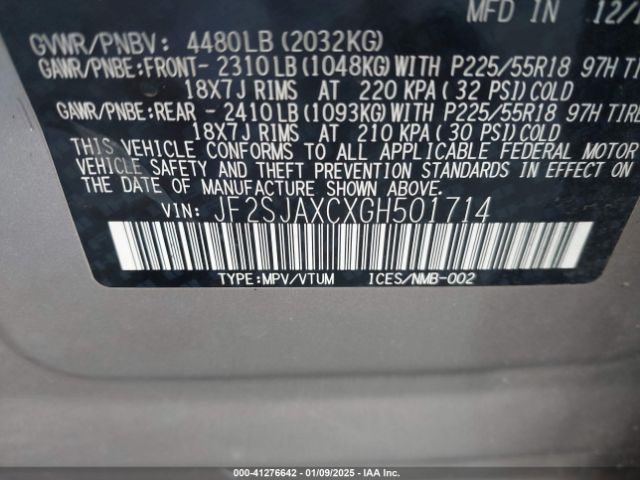 MFD IN 12/
GVWR/PNBV: 4480LB(2032KG)
GAWR/PNBE:FRONT- 2310LB(1048KG)WITH P225/55R18 97H TIRE
18X7J RIMS AT 220 KPA(32 PSI)COLD
GAWR/PNBE:REAR - 2410LB(1093KG)WITH P225/55R18 97H TIRE
18X7J RIMS AT 210 KPA(30 PSI)COLD
THIS VEHICLE CONFORMS TO ALL APPLICABLE FEDERAL MOTOR
VEHICLE SAFETY AND THEFT PREVENTION STANDARDS IN EFFECT ON
THE DATE OF MANUFACTURE SHOWN ABOVE.
VIN: JF2SJAXCXGH501714
TYPE:MPV/VTUM ICES/NMB-002
000-41276642 - 01/09/2025 - IAAI.COM